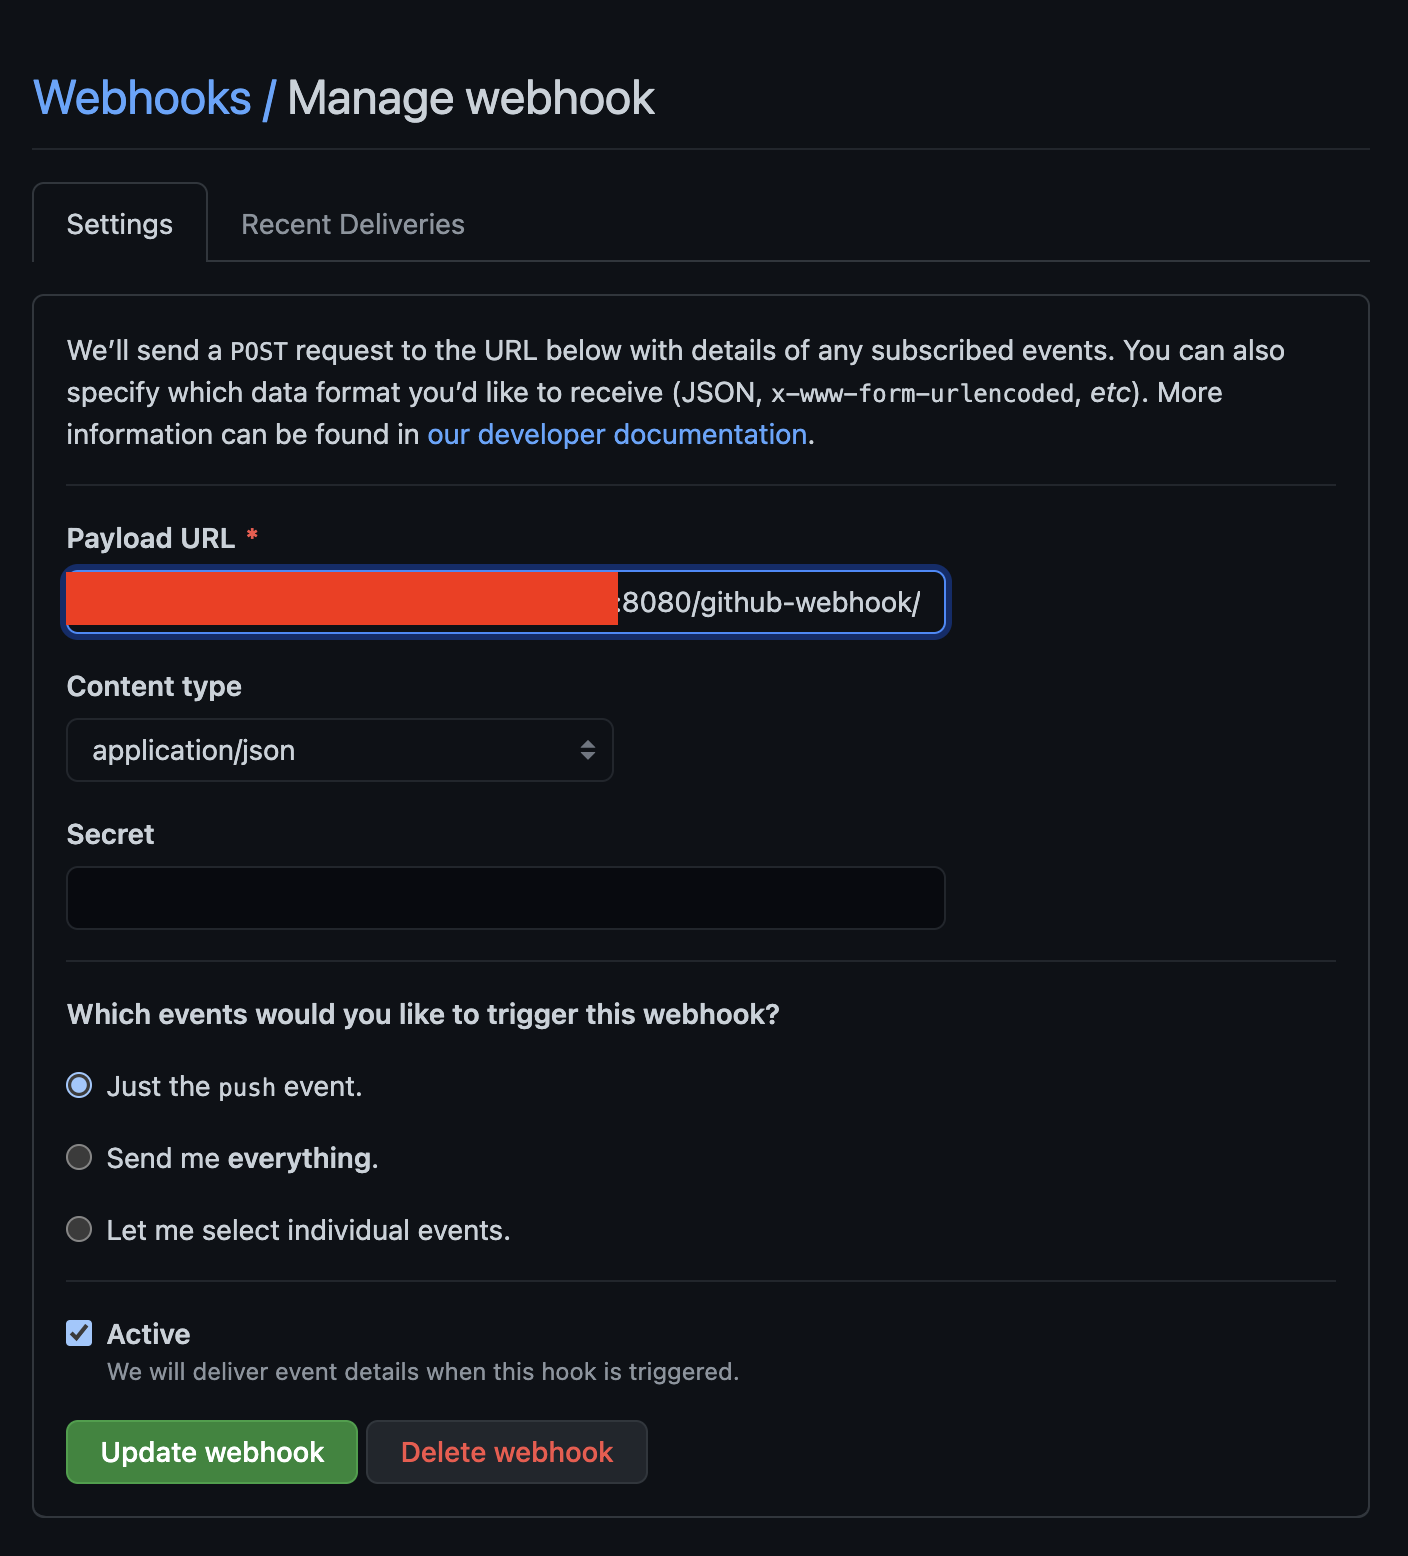 Webhooks / Manage webhook
Settings
Recent Deliveries
We’ll send a POST request to the URL below with details of any subscribed events. You can also
specify which data format you’d like to receive (JSON, x-www-form-urlencoded, etc). More
information can be found in our developer documentation.
Payload URL *
:8080/github-webhook/
Content type
application/json
Secret
Which events would you like to trigger this webhook?
Just the push event.
Send me everything.
Let me select individual events.
Active
We will deliver event details when this hook is triggered.
Update webhook
Delete webhook